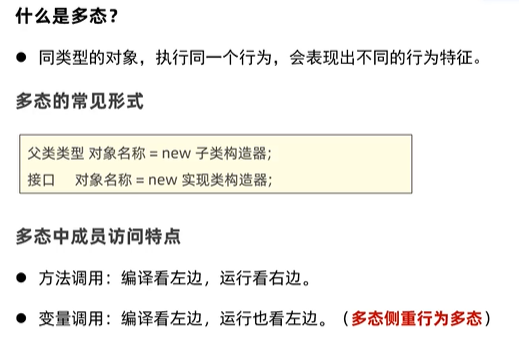 什么是多态？
● 同类型的对象，执行同一个行为，会表现出不同的行为特征。
多态的常见形式
父类类型 对象名称 = new 子类构造器;
接口 对象名称 = new 实现类构造器;
多态中成员访问特点
● 方法调用：编译看左边，运行看右边。
● 变量调用：编译看左边，运行也看左边。（多态侧重行为多态）